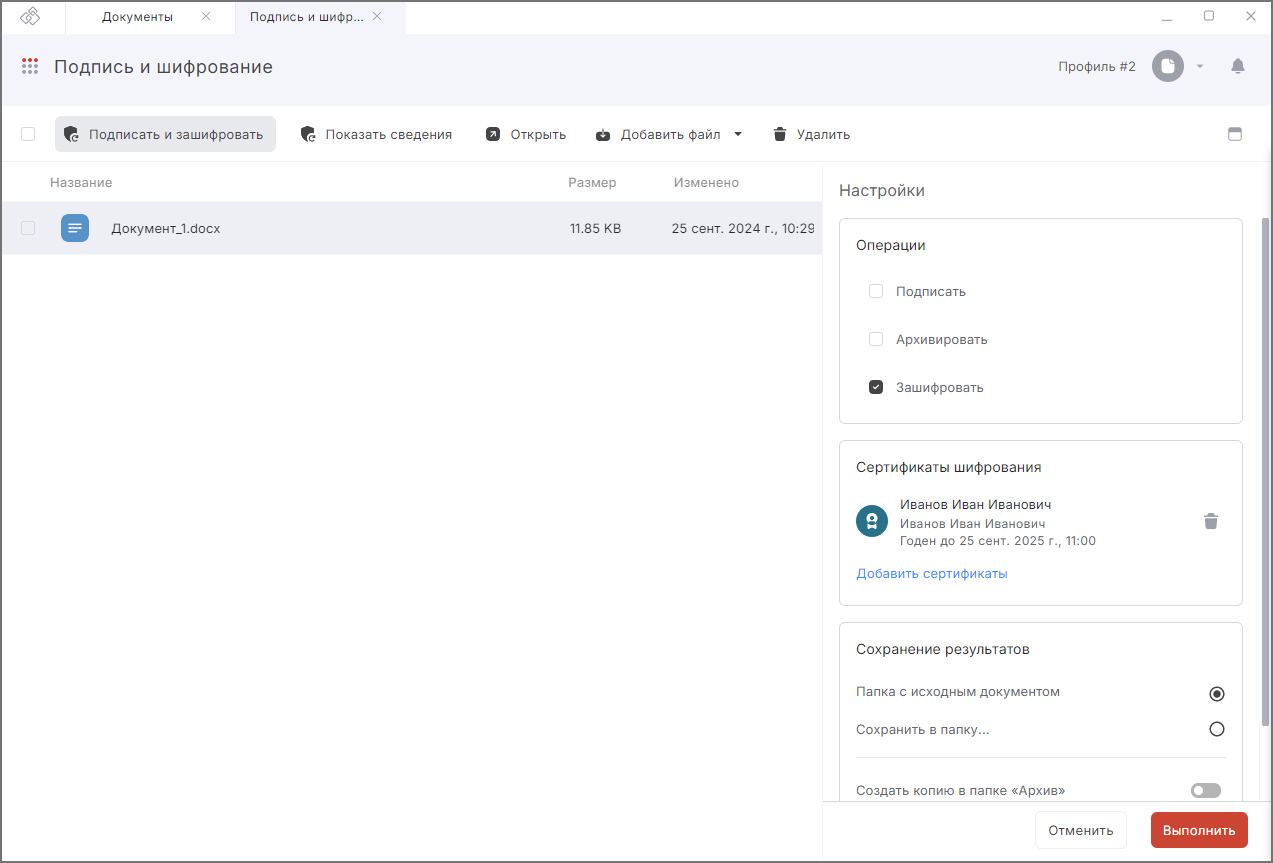 Документы
Подпись и шифр...
Подпись и шифрование
Профиль #2
Подписать и зашифровать
Показать сведения
Открыть
Добавить файл
Удалить
Название
Размер
Изменено
Документ_1.docx
11.85 KB
25 сент. 2024 г., 10:29
Настройки
Операции
Подписать
Архивировать
Зашифровать
Сертификаты шифрования
Иванов Иван Иванович
Иванов Иван Иванович
Годен до 25 сент. 2025 г., 11:00
Добавить сертификаты
Сохранение результатов
Папка с исходным документом
Сохранить в папку...
Создать копию в папке «Архив»
Отменить
Выполнить